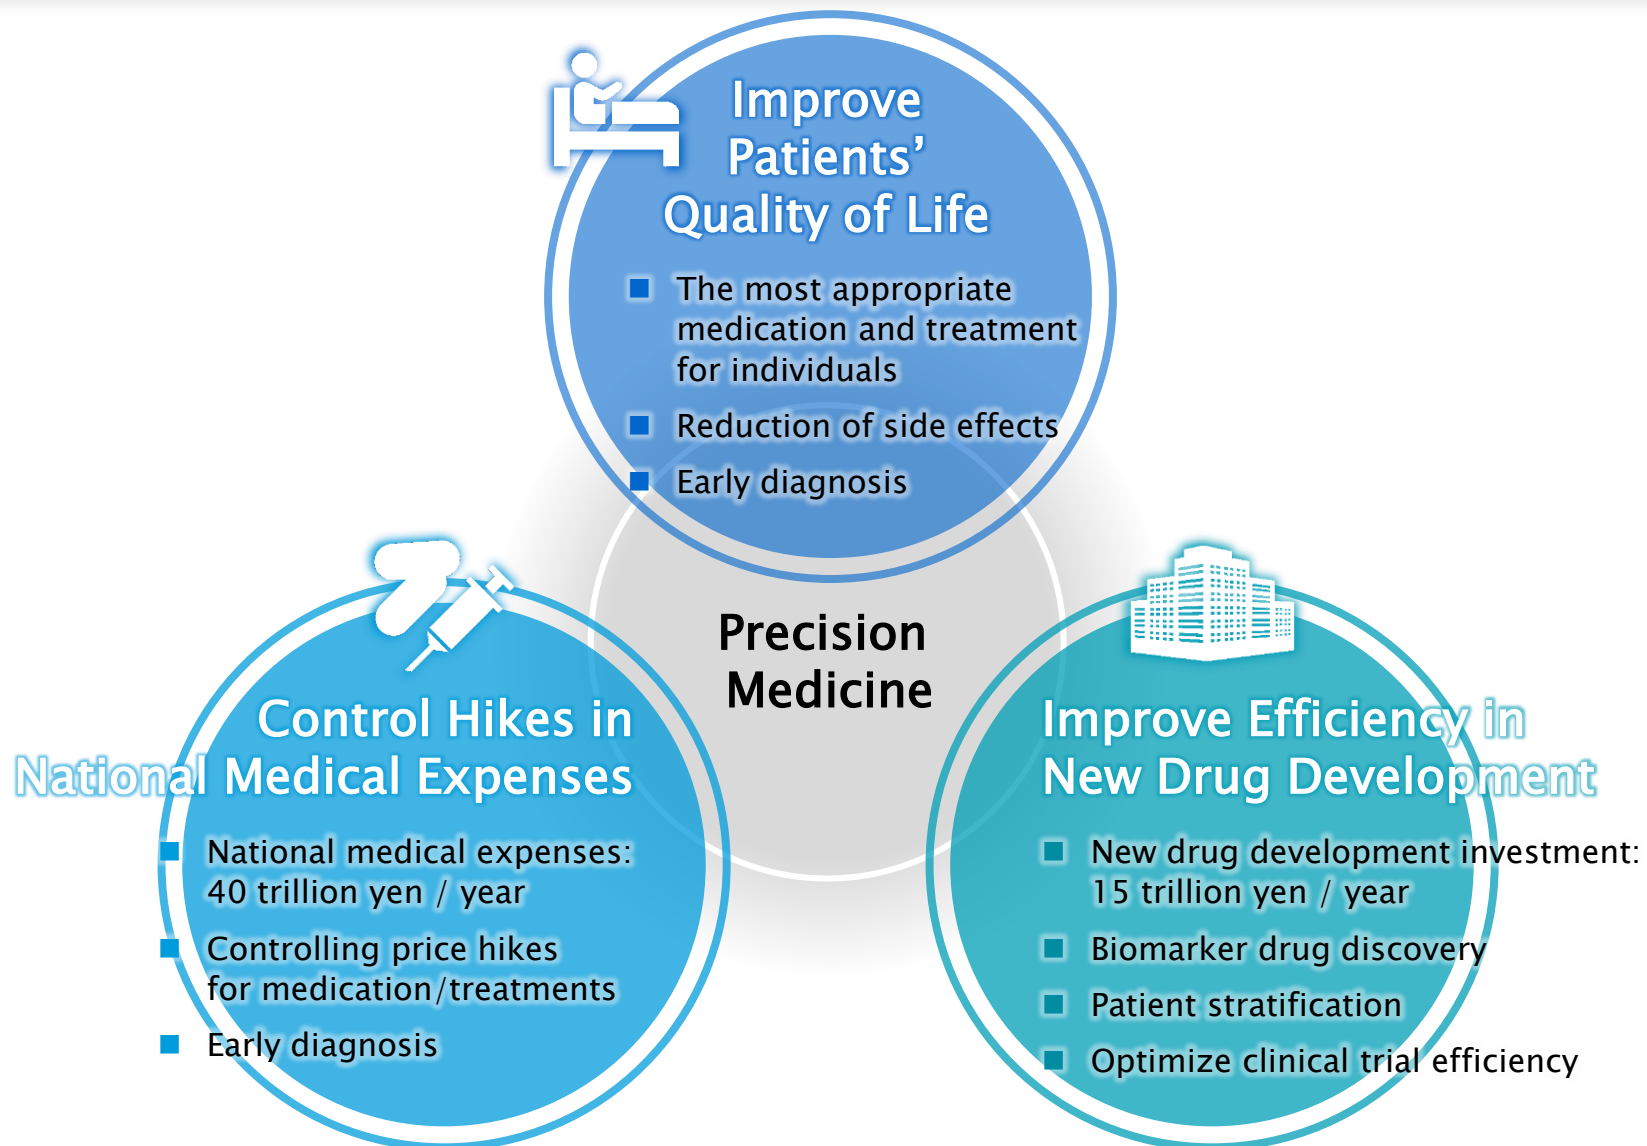 Improve
Patients’
Quality of Life
The most appropriate
medication and treatment
for individuals
Reduction of side effects
Early diagnosis
Precision
Medicine
Control Hikes in
National Medical Expenses
National medical expenses:
40 trillion yen / year
Controlling price hikes
for medication/treatments
Early diagnosis
Improve Efficiency in
New Drug Development
New drug development investment:
15 trillion yen / year
Biomarker drug discovery
Patient stratification
Optimize clinical trial efficiency